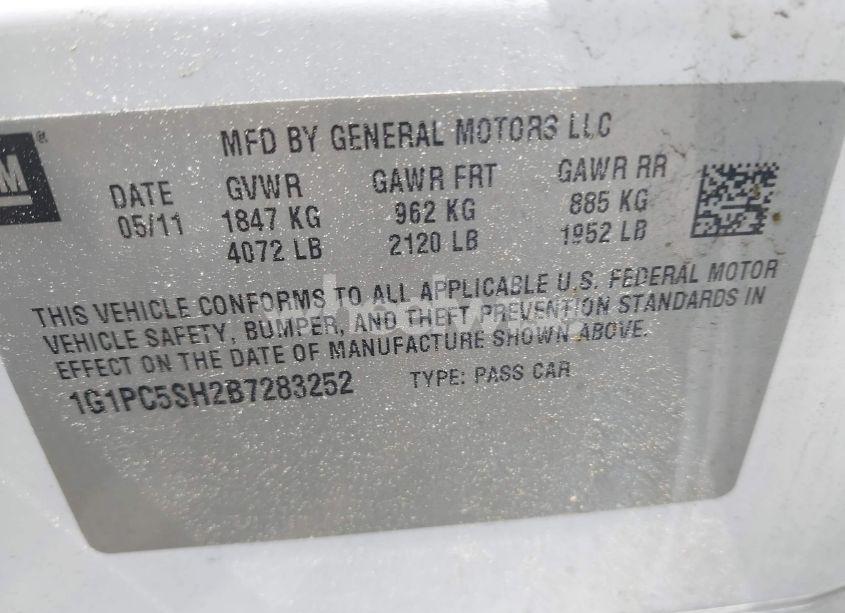 MFD BY GENERAL MOTORS LLC
DATE GVWR GAWR FRT GAWR RR
05/11 1847 KG 962 KG 885 KG
4072 LB 2120 LB 1952 LB
THIS VEHICLE CONFORMS TO ALL APPLICABLE U.S. FEDERAL MOTOR
VEHICLE SAFETY, BUMPER, AND THEFT PREVENTION STANDARDS IN
EFFECT ON THE DATE OF MANUFACTURE SHOWN ABOVE.
1G1PC5SH2B7283252 TYPE: PASS CAR